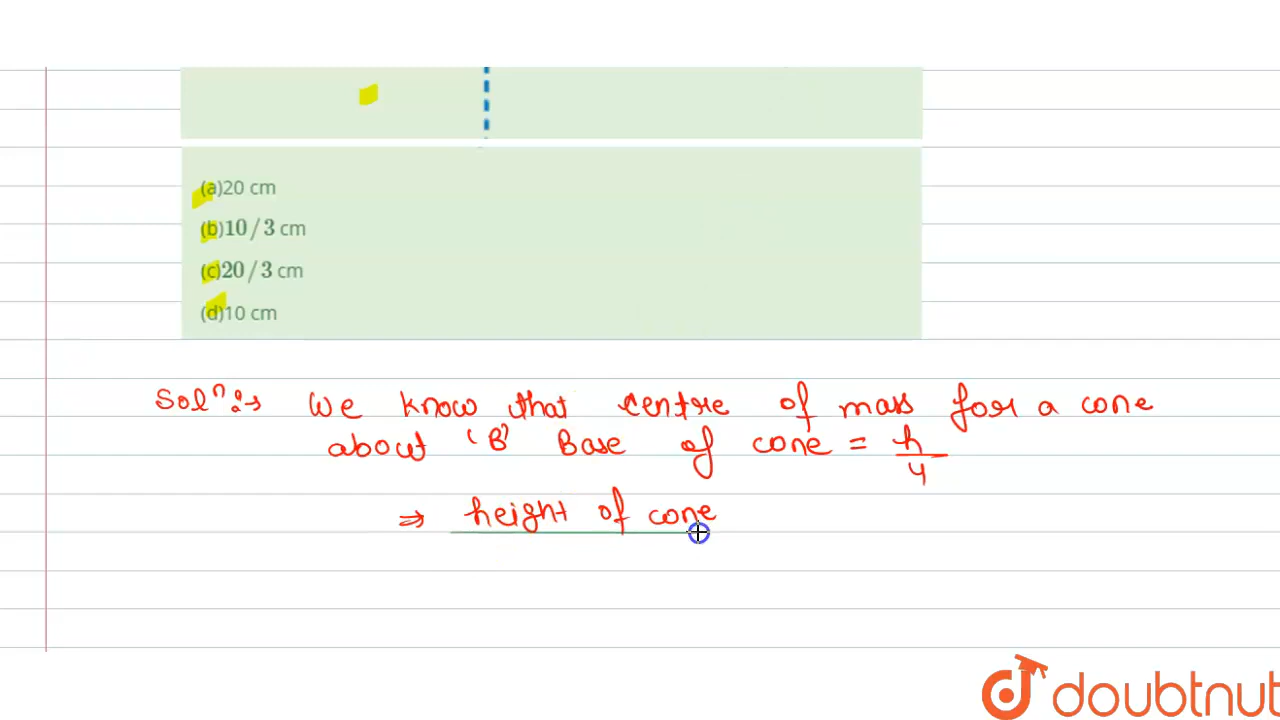 (a)20 cm
(b)10/3 cm
(c)20/3 cm
(d)10 cm
Solⁿ:→ We know that centre of mass for a cone
about 'B' Base of cone = h/4
⇒ height of cone
doubtnut